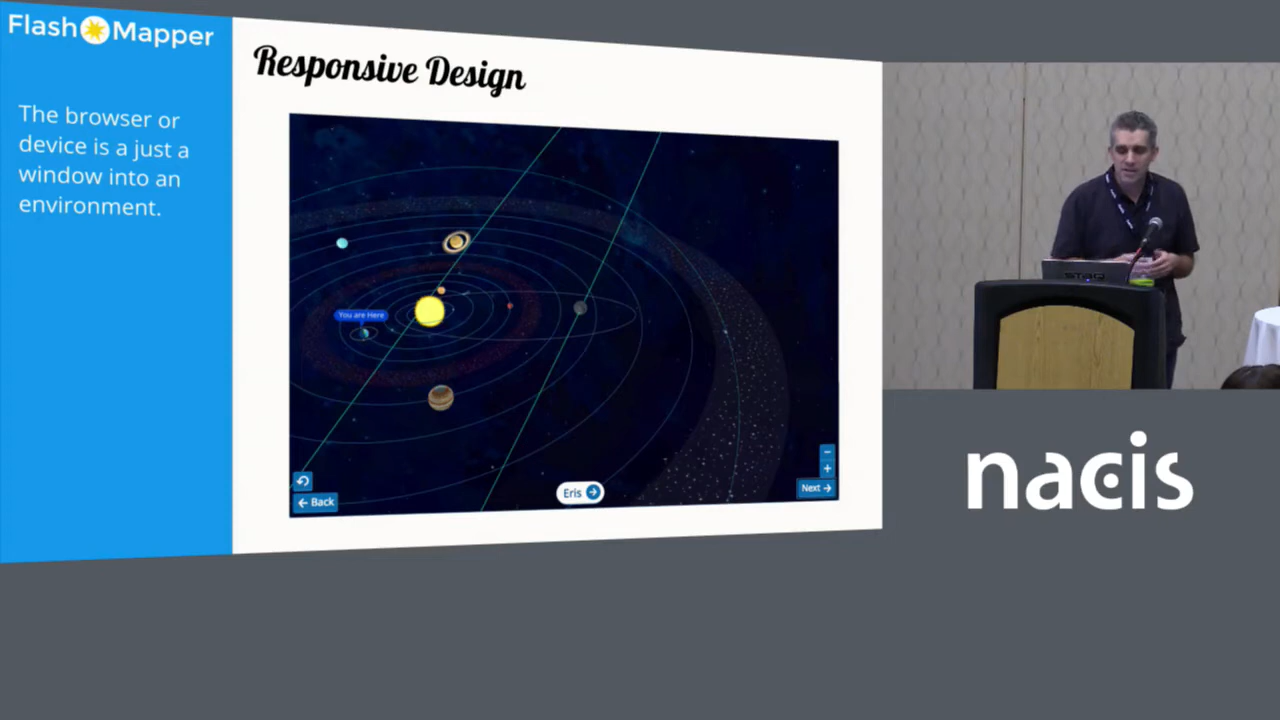 Flash Mapper
The browser or
device is a just a
window into an
environment.
Responsive Design
You are Here
Back
Eris
Next
nacis